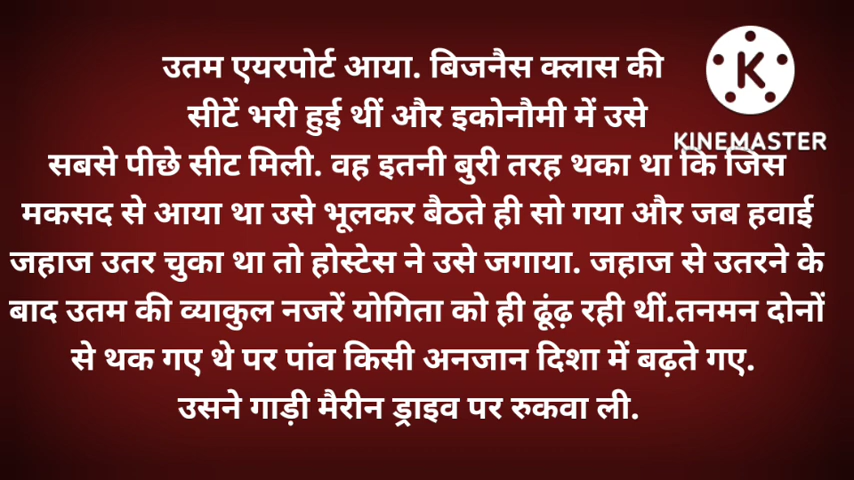 उतम एयरपोर्ट आया. बिजनैस क्लास की
सीटें भरी हुई थीं और इकोनौमी में उसे
सबसे पीछे सीट मिली. वह इतनी बुरी तरह थका था कि जिस
मकसद से आया था उसे भूलकर बैठते ही सो गया और जब हवाई
जहाज उतर चुका था तो होस्टेस ने उसे जगाया. जहाज से उतरने के
बाद उतम की व्याकुल नजरें योगिता को ही ढूंढ़ रही थीं.तनमन दोनों
से थक गए थे पर पांव किसी अनजान दिशा में बढ़ते गए.
उसने गाड़ी मैरीन ड्राइव पर रुकवा ली.
K
KINEMASTER